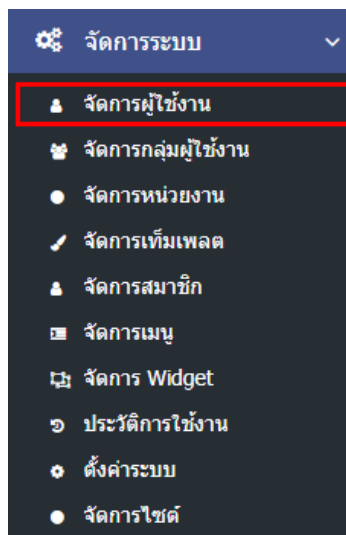 จัดการระบบ
จัดการผู้ใช้งาน
จัดการกลุ่มผู้ใช้งาน
จัดการหน่วยงาน
จัดการเท็มเพลต
จัดการสมาชิก
จัดการเมนู
จัดการ Widget
ประวัติการใช้งาน
ตั้งค่าระบบ
จัดการไซต์